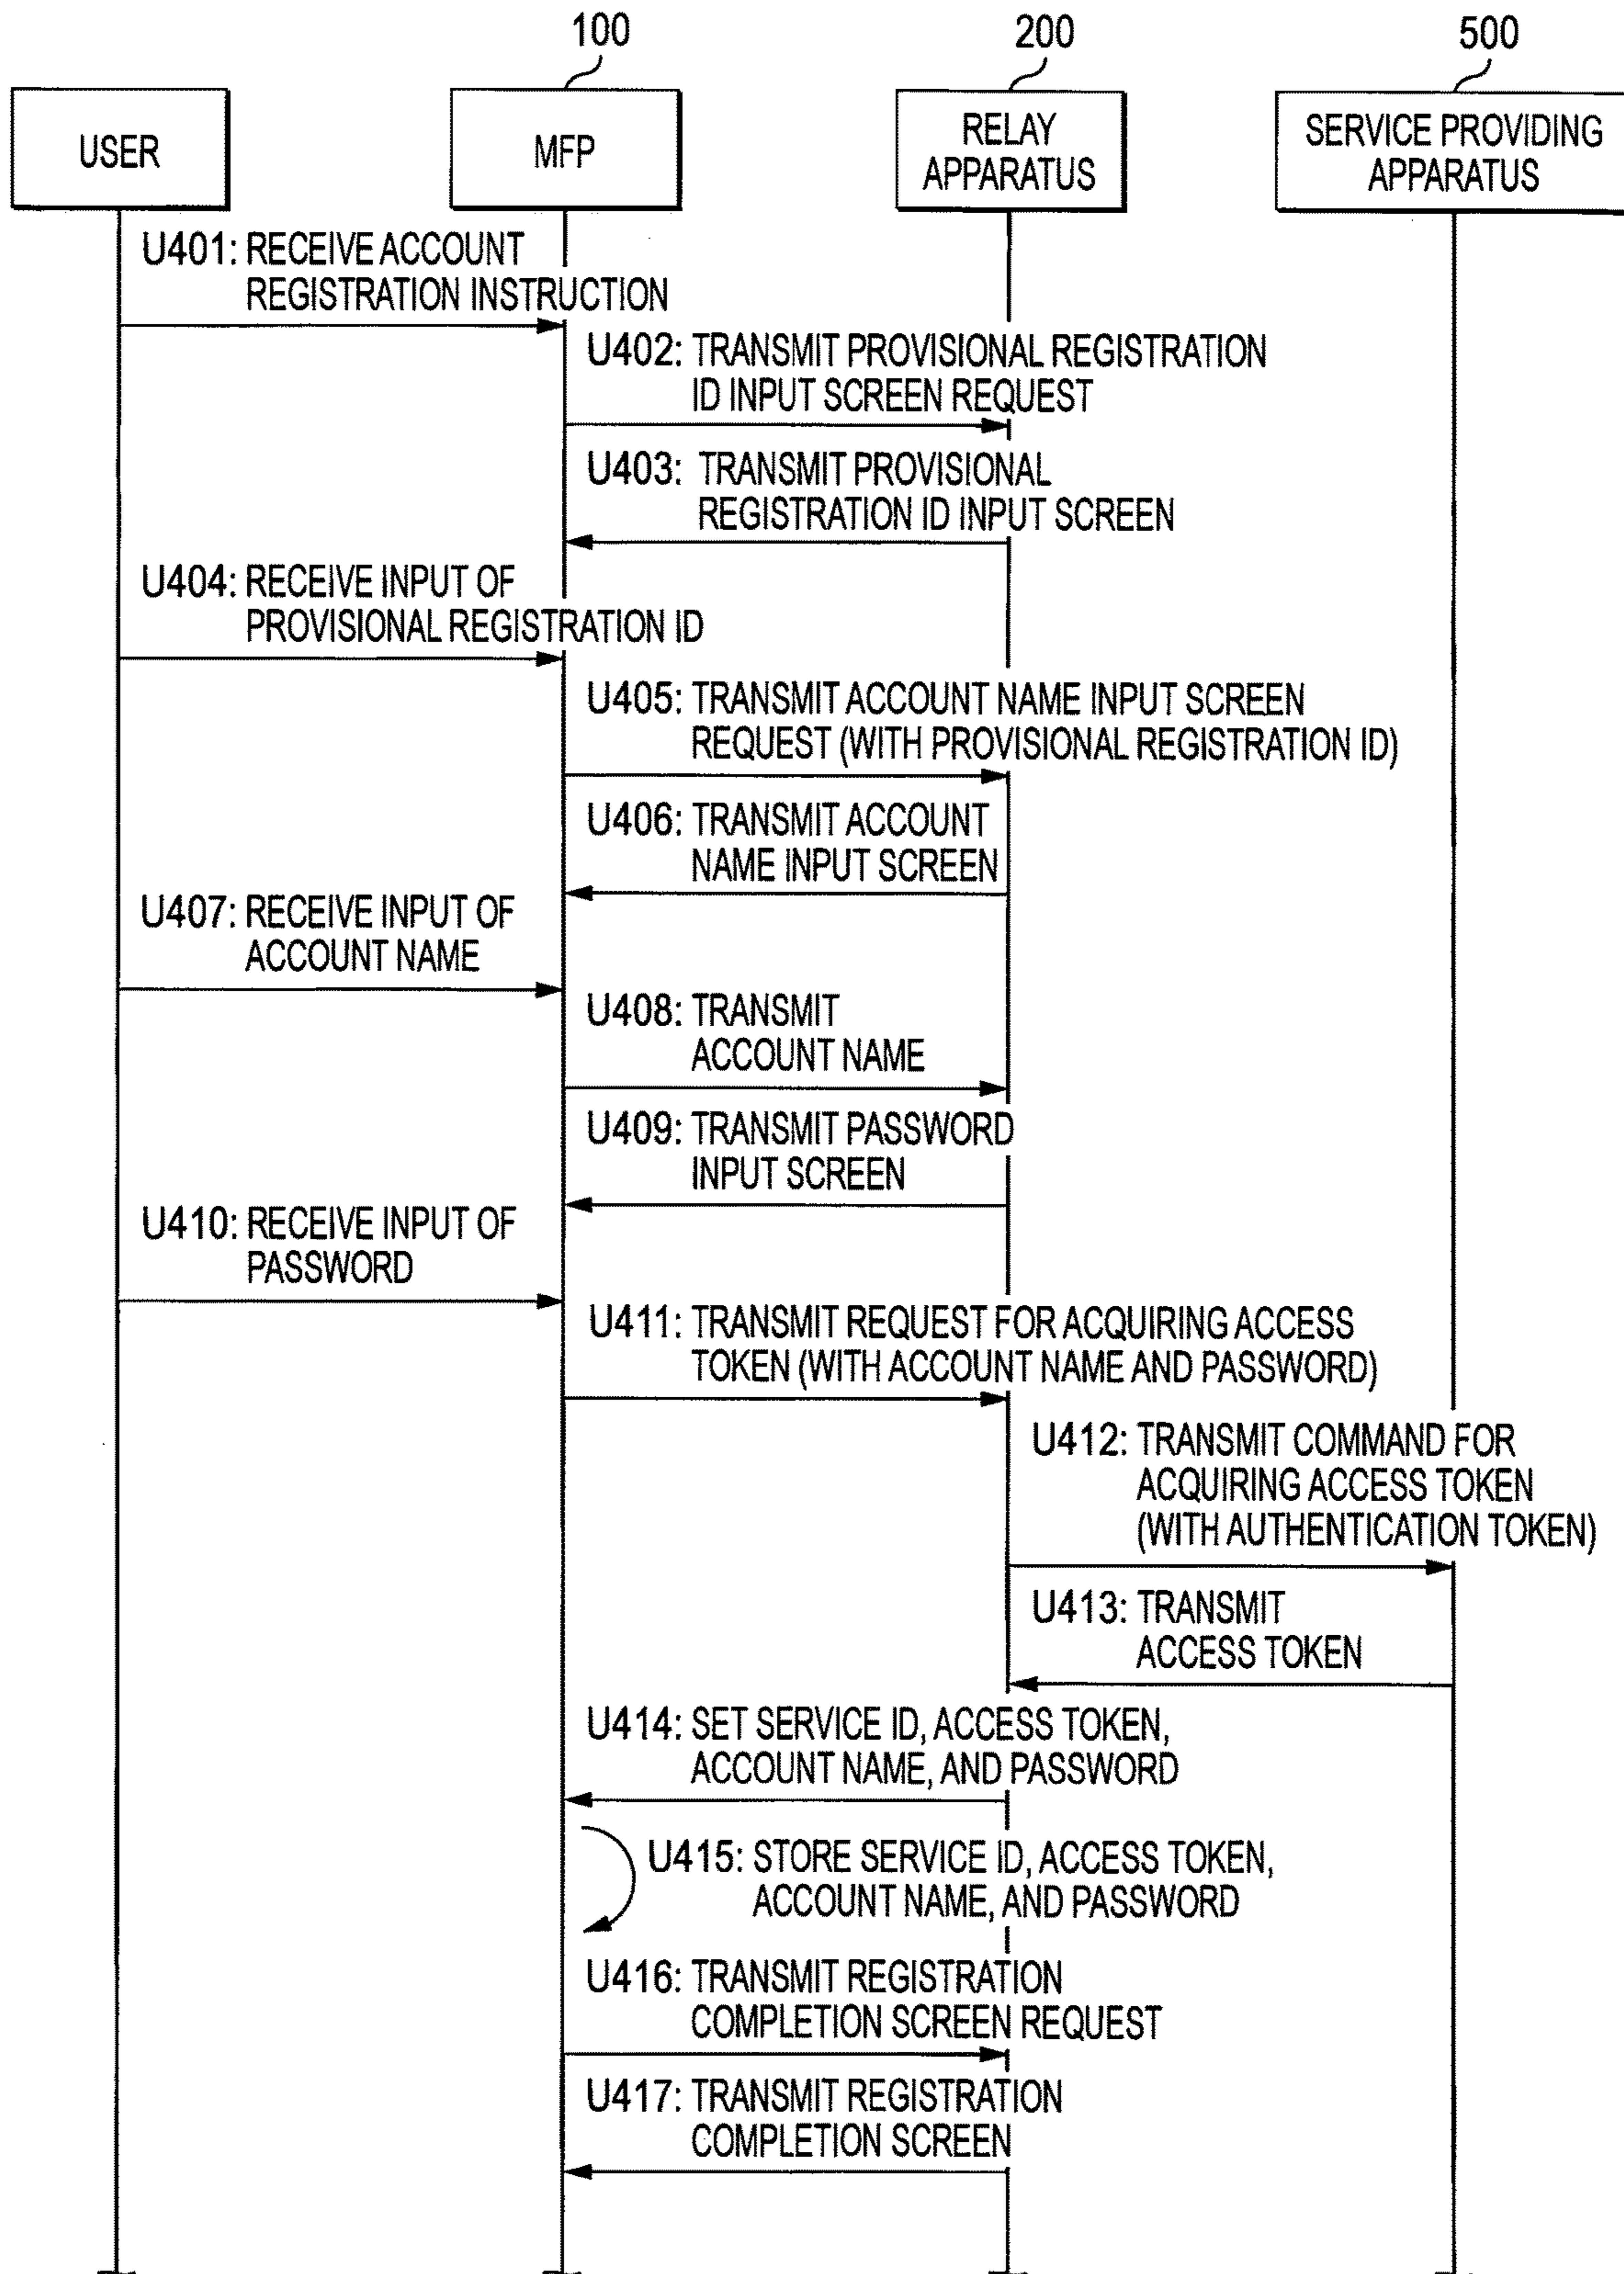 100
200
500
USER
MFP
RELAY
APPARATUS
SERVICE PROVIDING
APPARATUS
U401: RECEIVE ACCOUNT
REGISTRATION INSTRUCTION
U402: TRANSMIT PROVISIONAL REGISTRATION
ID INPUT SCREEN REQUEST
U403: TRANSMIT PROVISIONAL
REGISTRATION ID INPUT SCREEN
U404: RECEIVE INPUT OF
PROVISIONAL REGISTRATION ID
U405: TRANSMIT ACCOUNT NAME INPUT SCREEN
REQUEST (WITH PROVISIONAL REGISTRATION ID)
U406: TRANSMIT ACCOUNT
NAME INPUT SCREEN
U407: RECEIVE INPUT OF
ACCOUNT NAME
U408: TRANSMIT
ACCOUNT NAME
U409: TRANSMIT PASSWORD
INPUT SCREEN
U410: RECEIVE INPUT OF
PASSWORD
U411: TRANSMIT REQUEST FOR ACQUIRING ACCESS
TOKEN (WITH ACCOUNT NAME AND PASSWORD)
U412: TRANSMIT COMMAND FOR
ACQUIRING ACCESS TOKEN
(WITH AUTHENTICATION TOKEN)
U413: TRANSMIT
ACCESS TOKEN
U414: SET SERVICE ID, ACCESS TOKEN,
ACCOUNT NAME, AND PASSWORD
U415: STORE SERVICE ID, ACCESS TOKEN,
ACCOUNT NAME, AND PASSWORD
U416: TRANSMIT REGISTRATION
COMPLETION SCREEN REQUEST
U417: TRANSMIT REGISTRATION
COMPLETION SCREEN